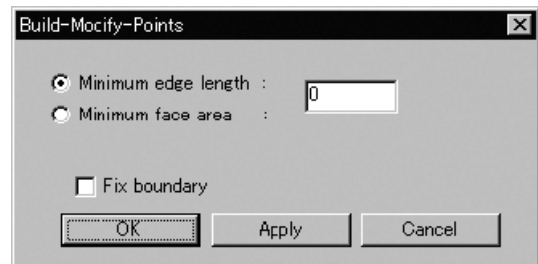 Build-Mocify-Points
Minimum edge length :
0
Minimum face area :
Fix boundary
OK Apply Cancel